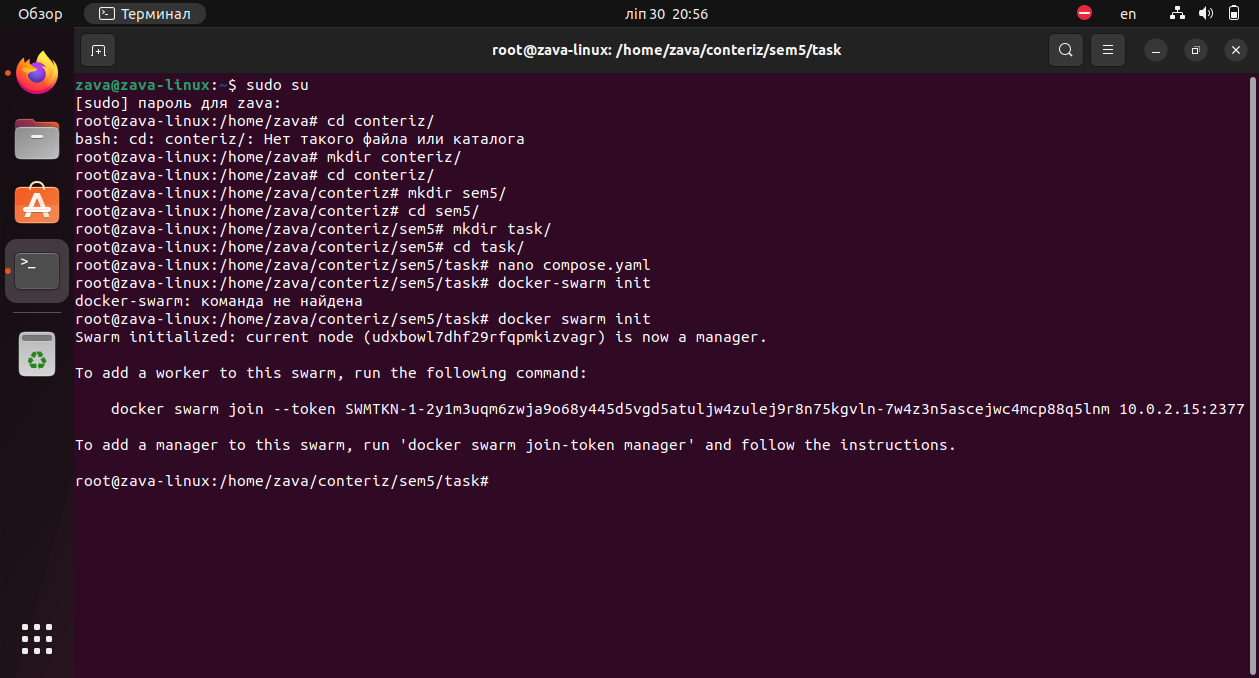 Обзор
Терминал
ліп 30 20:56
en
root@zava-linux: /home/zava/conteriz/sem5/task
zava@zava-linux:~$ sudo su
[sudo] пароль для zava:
root@zava-linux:/home/zava# cd conteriz/
bash: cd: conteriz/: Нет такого файла или каталога
root@zava-linux:/home/zava# mkdir conteriz/
root@zava-linux:/home/zava# cd conteriz/
root@zava-linux:/home/zava/conteriz# mkdir sem5/
root@zava-linux:/home/zava/conteriz# cd sem5/
root@zava-linux:/home/zava/conteriz/sem5# mkdir task/
root@zava-linux:/home/zava/conteriz/sem5# cd task/
root@zava-linux:/home/zava/conteriz/sem5/task# nano compose.yaml
root@zava-linux:/home/zava/conteriz/sem5/task# docker-swarm init
docker-swarm: команда не найдена
root@zava-linux:/home/zava/conteriz/sem5/task# docker swarm init
Swarm initialized: current node (udxbowl7dhf29rfqpmkizvagr) is now a manager.
To add a worker to this swarm, run the following command:
docker swarm join --token SWMTKN-1-2y1m3uqm6zwja9o68y445d5vgd5atuljw4zulej9r8n75kgvln-7w4z3n5ascejwc4mcp88q5lnm 10.0.2.15:2377
To add a manager to this swarm, run 'docker swarm join-token manager' and follow the instructions.
root@zava-linux:/home/zava/conteriz/sem5/task#